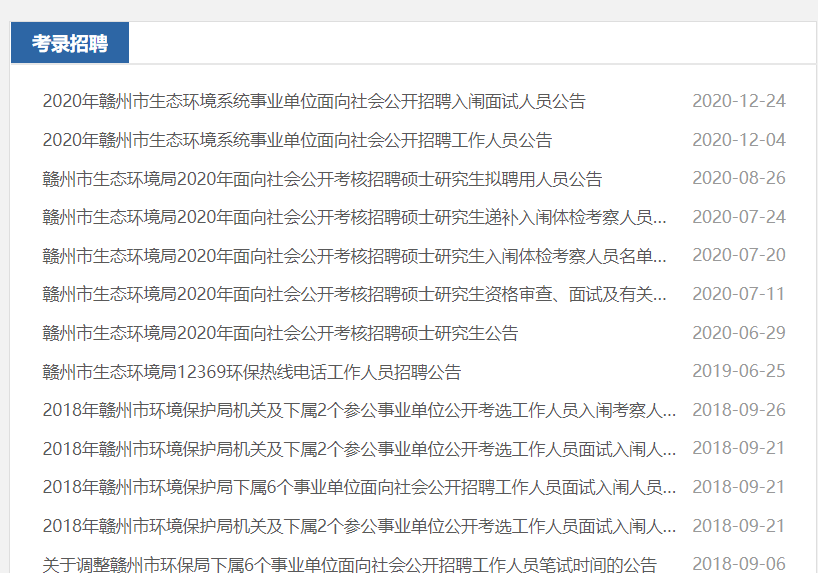 考录招聘
2020年赣州市生态环境系统事业单位面向社会公开招聘入闱面试人员公告 2020-12-24
2020年赣州市生态环境系统事业单位面向社会公开招聘工作人员公告 2020-12-04
赣州市生态环境局2020年面向社会公开考核招聘硕士研究生拟聘用人员公告 2020-08-26
赣州市生态环境局2020年面向社会公开考核招聘硕士研究生递补入闱体检考察人员... 2020-07-24
赣州市生态环境局2020年面向社会公开考核招聘硕士研究生入闱体检考察人员名单... 2020-07-20
赣州市生态环境局2020年面向社会公开考核招聘硕士研究生资格审查、面试及有关... 2020-07-11
赣州市生态环境局2020年面向社会公开考核招聘硕士研究生公告 2020-06-29
赣州市生态环境局12369环保热线电话工作人员招聘公告 2019-06-25
2018年赣州市环境保护局机关及下属2个参公事业单位公开考选工作人员入闱考察人... 2018-09-26
2018年赣州市环境保护局机关及下属2个参公事业单位公开考选工作人员面试入闱人... 2018-09-21
2018年赣州市环境保护局下属6个事业单位面向社会公开招聘工作人员面试入闱人员... 2018-09-21
2018年赣州市环境保护局机关及下属2个参公事业单位公开考选工作人员面试入闱人... 2018-09-21
关于调整赣州市环保局下属6个事业单位面向社会公开招聘工作人员笔试时间的公告 2018-09-06